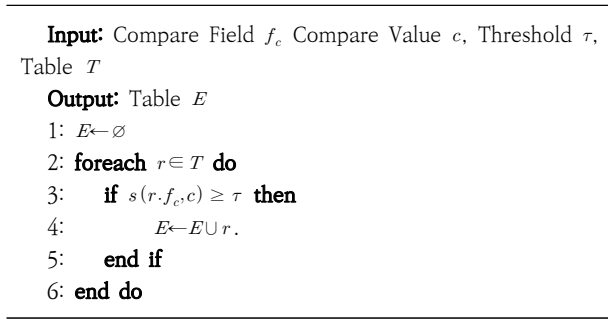 Input: Compare Field f_c Compare Value c, Threshold τ,
Table T
Output: Table E
1: E←∅
2: foreach r∈T do
3: if s(r.f_c,c) ≥ τ then
4: E←E∪r.
5: end if
6: end do